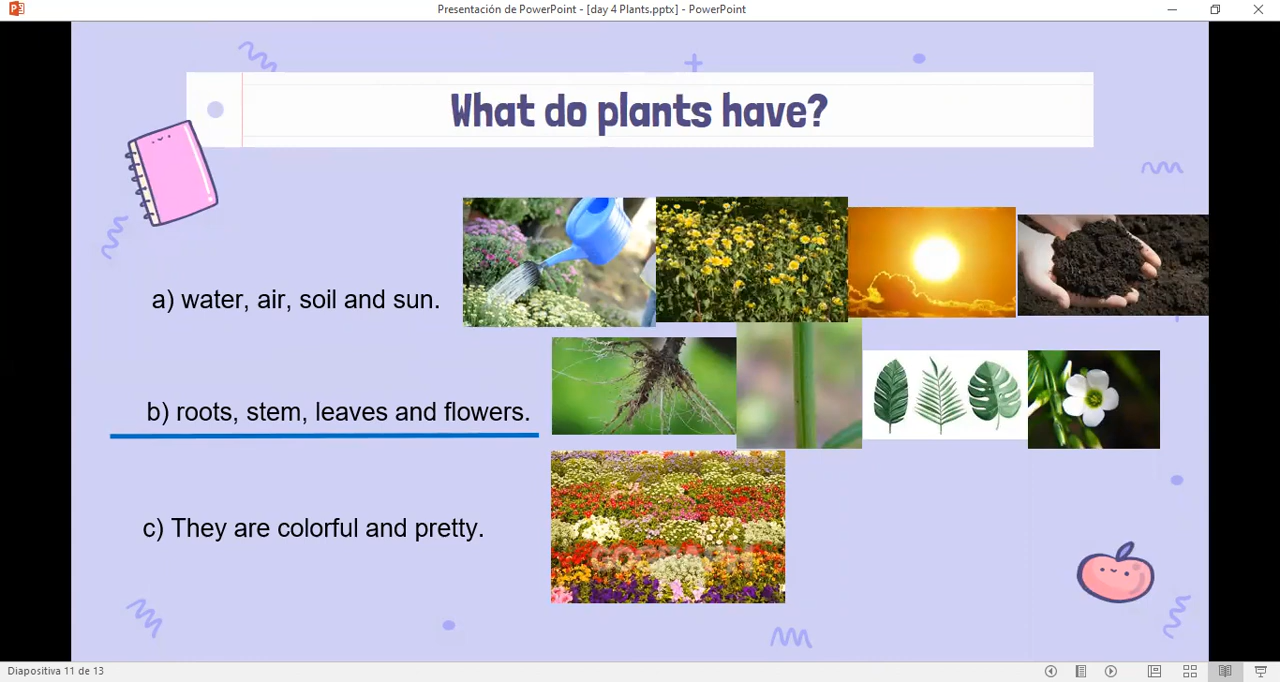 Presentación de PowerPoint - [day 4 Plants.pptx] - PowerPoint
What do plants have?
a) water, air, soil and sun.
b) roots, stem, leaves and flowers.
c) They are colorful and pretty.
Diapositiva 11 de 13